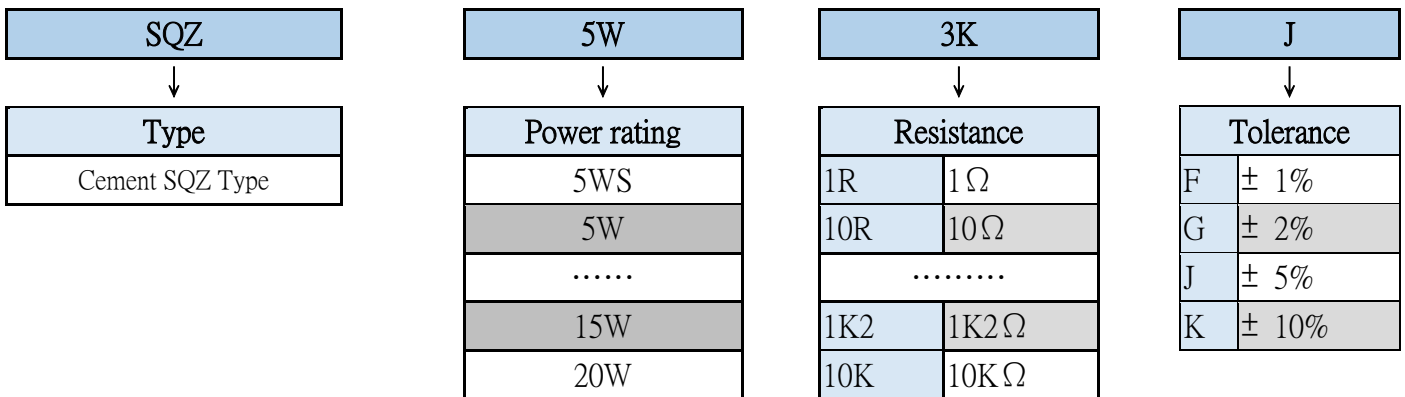 SQZ 5W 3K J
Type Power rating Resistance Tolerance
Cement SQZ Type 5WS 1R 1Ω F ± 1%
5W 10R 10Ω G ± 2%
...... ......... J ± 5%
15W 1K2 1K2Ω K ± 10%
20W 10K 10KΩ